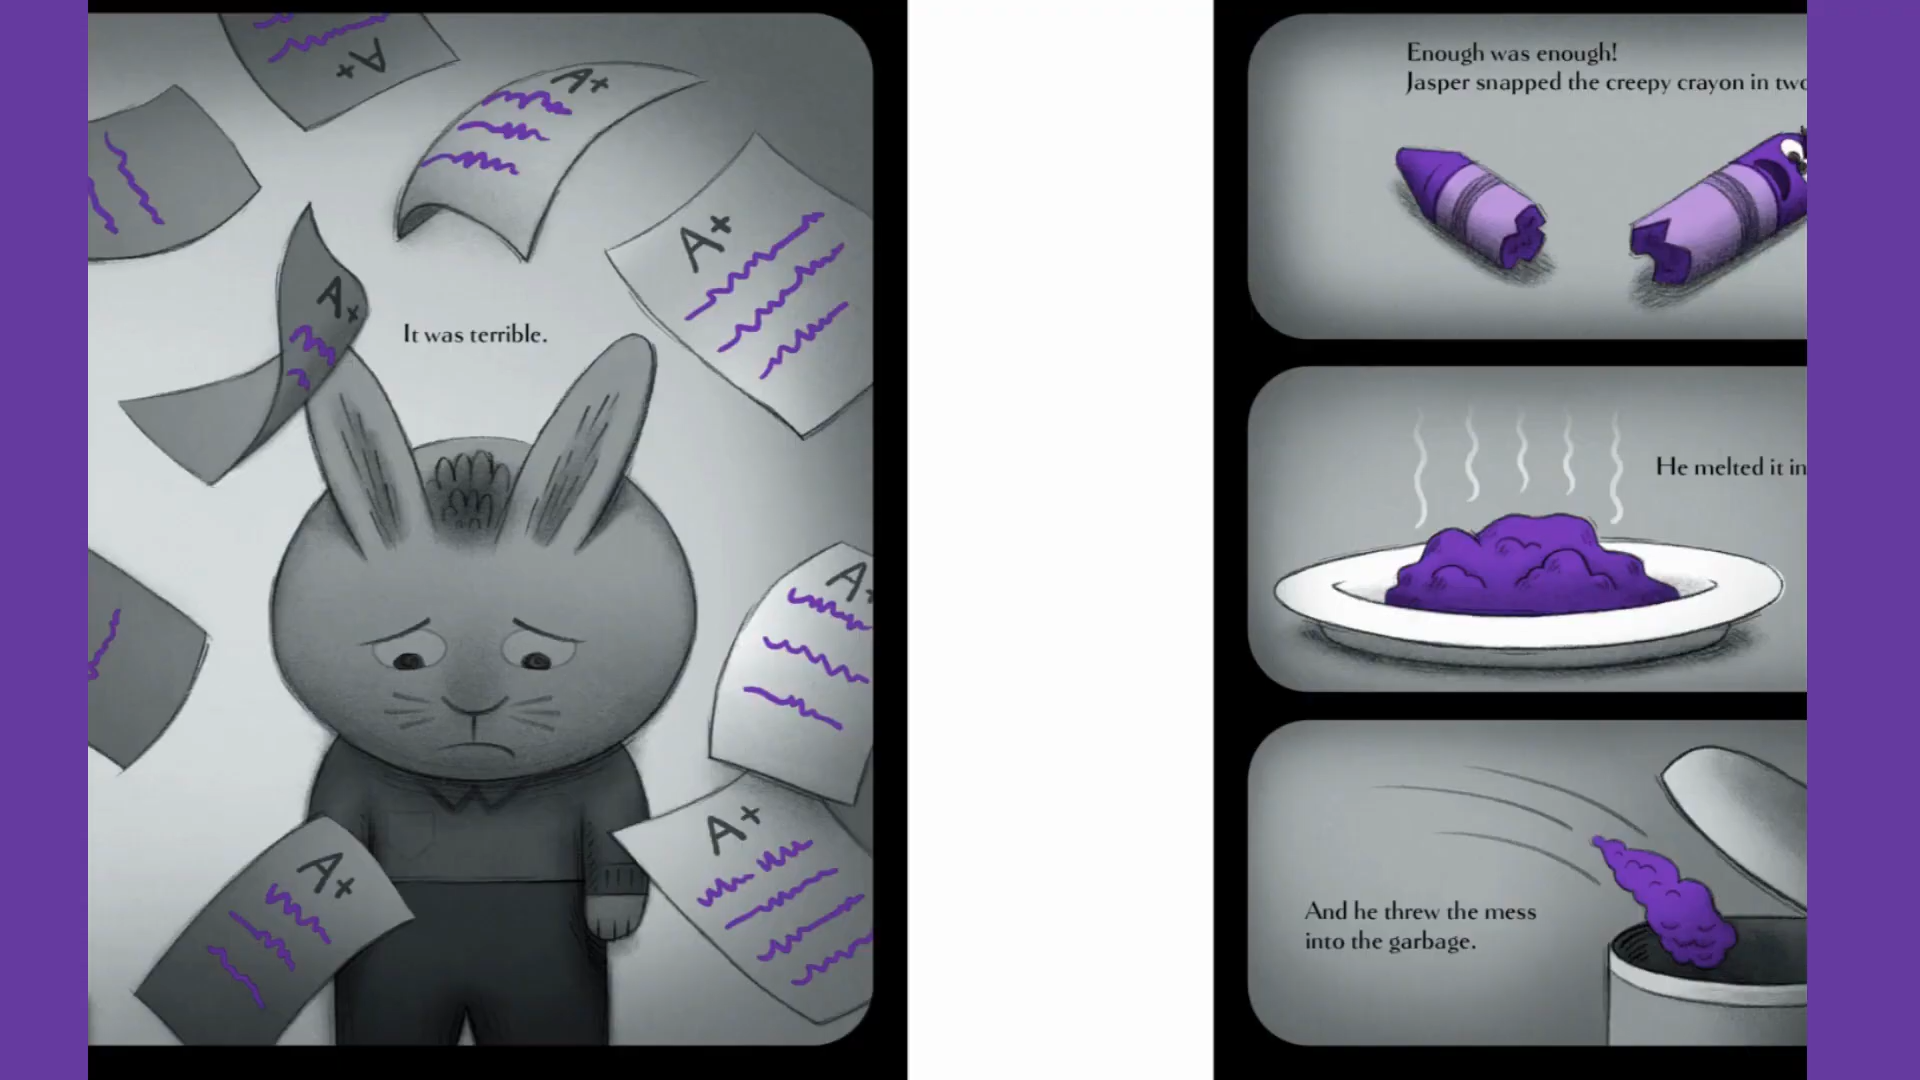 A+
A+
A+
A+
It was terrible.
A+
A+
A+
Enough was enough!
Jasper snapped the creepy crayon in two
He melted it in
And he threw the mess
into the garbage.